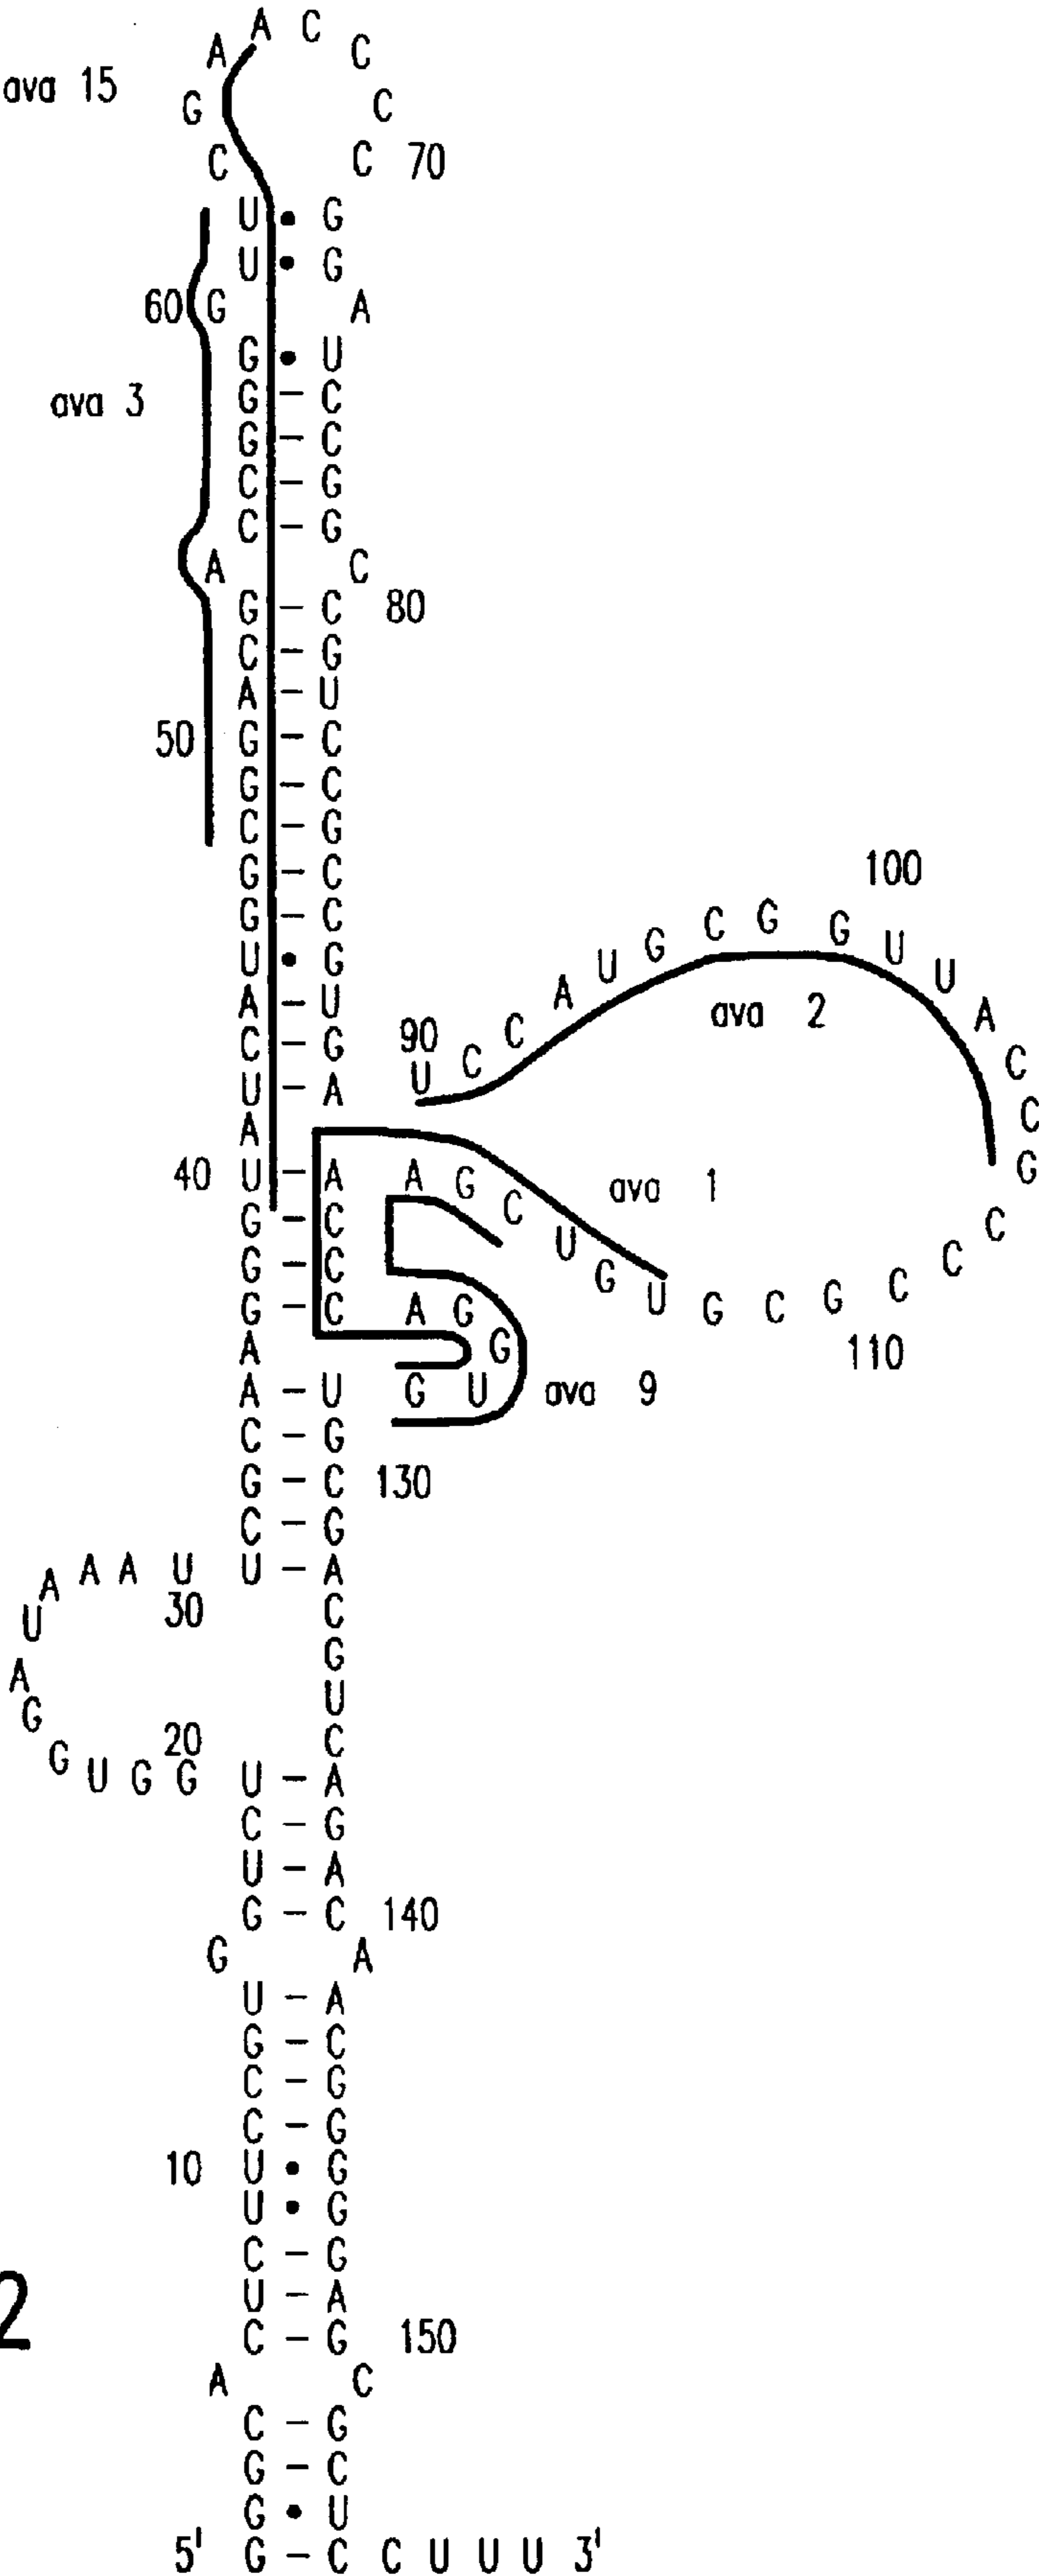 A A C C
ava 15 G C
C C 70
U • G
U • G
60 G A
G • U
ava 3 G – C
G – C
C – G
C – G
A C
G – C 80
C – G
A – U
50 G – C
G – C
C – G
G – C 100
G – C U G C G G U
U • G A U
A – U C ava 2 A
C – G 90 C C
U – A U C
A G
40 U – A A G ava 1 C
G – C C C
G – C U G C
G – C A G U G C G
A G 110
A – U G U ava 9
C – G
G – C 130
C – G
A A A U U – A
U 30 C
A G
G U
G 20 C
U G G U – A
C – G
U – A
G – C 140
G A
U – A
G – C
C – G
C – G
10 U • G
U • G
C – G
2 U – A
C – G 150
A C
C – G
G – C
G • U
5' G – C C U U U 3'